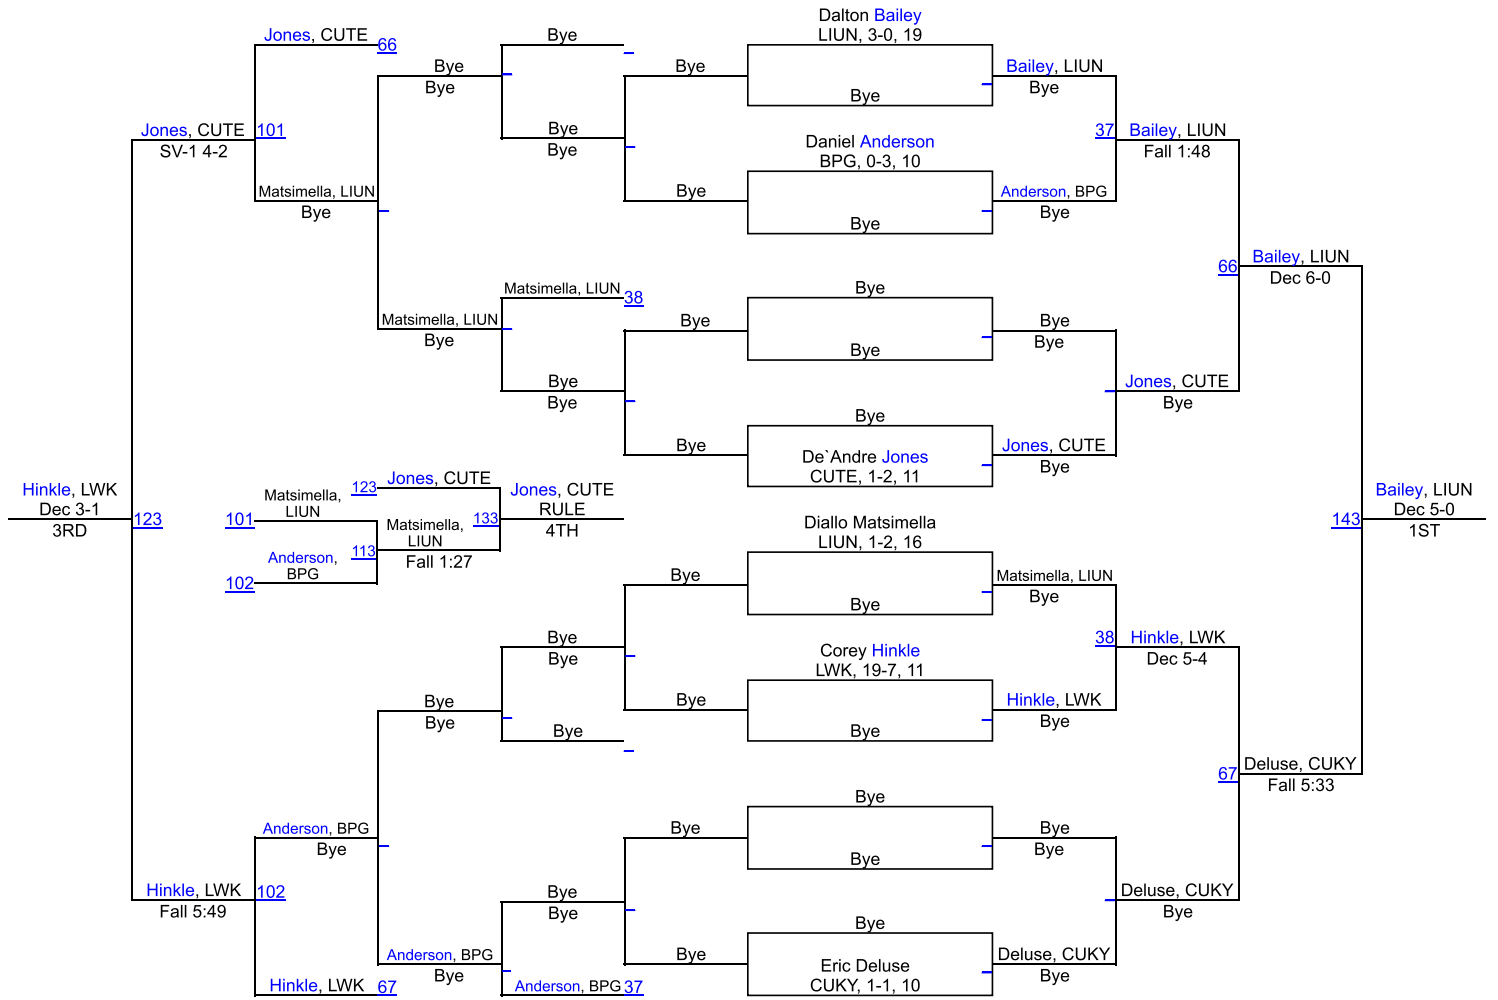 Dalton Bailey
LIUN, 3-0, 19
Jones, CUTE
66
Bye
Bye
Bye
Bye
Bye
Bailey, LIUN
Bye
Bye
Jones, CUTE
101
SV-1 4-2
Bye
Bye
Daniel Anderson
BPG, 0-3, 10
37
Bailey, LIUN
Fall 1:48
Matsimella, LIUN
Bye
Bye
Bye
Anderson, BPG
Bye
66
Bailey, LIUN
Dec 6-0
Matsimella, LIUN
38
Bye
Matsimella, LIUN
Bye
Bye
Bye
Bye
Bye
Bye
Bye
Jones, CUTE
Bye
Bye
Bye
De`Andre Jones
CUTE, 1-2, 11
Jones, CUTE
Bye
Hinkle, LWK
Dec 3-1
3RD
123
Matsimella,
LIUN
101
Anderson,
BPG
102
123
Jones, CUTE
113
Matsimella,
LIUN
Fall 1:27
133
Jones, CUTE
RULE
4TH
143
Bailey, LIUN
Dec 5-0
1ST
Diallo Matsimella
LIUN, 1-2, 16
Bye
Bye
Matsimella, LIUN
Bye
Bye
Bye
Corey Hinkle
LWK, 19-7, 11
38
Hinkle, LWK
Dec 5-4
Bye
Bye
Bye
Bye
Hinkle, LWK
Bye
67
Deluse, CUKY
Fall 5:33
Anderson, BPG
Bye
Bye
Bye
Bye
Bye
Bye
Hinkle, LWK
102
Fall 5:49
Bye
Bye
Deluse, CUKY
Bye
Anderson, BPG
Bye
Bye
Bye
Eric Deluse
CUKY, 1-1, 10
Deluse, CUKY
Bye
Hinkle, LWK
67
Anderson, BPG
37